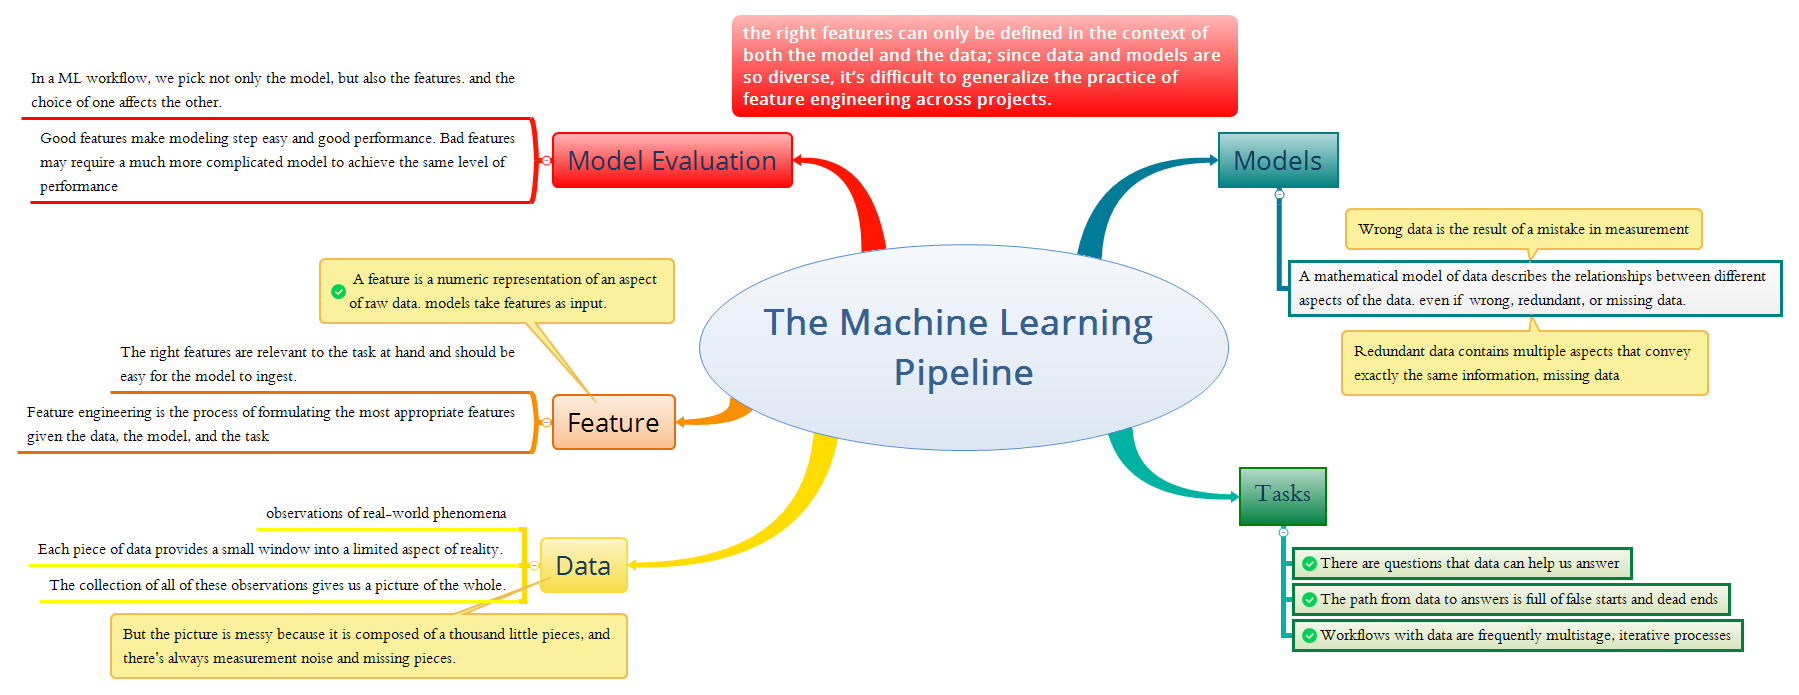 the right features can only be defined in the context of
both the model and the data; since data and models are
so diverse, it's difficult to generalize the practice of
feature engineering across projects.
In a ML workflow, we pick not only the model, but also the features. and the
choice of one affects the other.
Good features make modeling step easy and good performance. Bad features
may require a much more complicated model to achieve the same level of
performance
Model Evaluation
Models
Wrong data is the result of a mistake in measurement
A mathematical model of data describes the relationships between different
aspects of the data. even if wrong, redundant, or missing data.
Redundant data contains multiple aspects that convey
exactly the same information, missing data
The Machine Learning
Pipeline
A feature is a numeric representation of an aspect
of raw data. models take features as input.
The right features are relevant to the task at hand and should be
easy for the model to ingest.
Feature engineering is the process of formulating the most appropriate features
given the data, the model, and the task
Feature
observations of real-world phenomena
Each piece of data provides a small window into a limited aspect of reality.
The collection of all of these observations gives us a picture of the whole.
Data
But the picture is messy because it is composed of a thousand little pieces, and
there's always measurement noise and missing pieces.
Tasks
There are questions that data can help us answer
The path from data to answers is full of false starts and dead ends
Workflows with data are frequently multistage, iterative processes